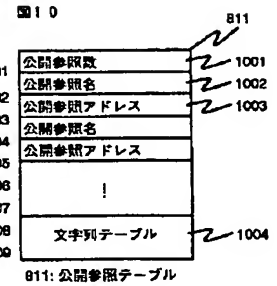 図10
811
公開参照数
1001
公開参照名
1002
公開参照アドレス
1003
公開参照名
公開参照アドレス
文字列テーブル
1004
811: 公開参照テーブル